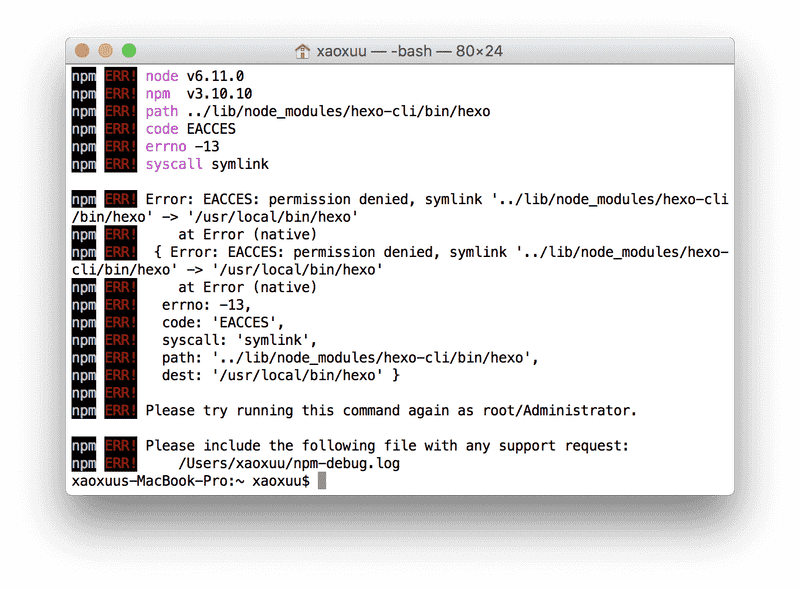 xaoxuu — -bash — 80×24
npm ERR! node v6.11.0
npm ERR! npm  v3.10.10
npm ERR! path ../lib/node_modules/hexo-cli/bin/hexo
npm ERR! code EACCES
npm ERR! errno -13
npm ERR! syscall symlink
npm ERR! Error: EACCES: permission denied, symlink '../lib/node_modules/hexo-cli
/bin/hexo' -> '/usr/local/bin/hexo'
npm ERR!     at Error (native)
npm ERR!  { Error: EACCES: permission denied, symlink '../lib/node_modules/hexo-
cli/bin/hexo' -> '/usr/local/bin/hexo'
npm ERR!     at Error (native)
npm ERR!   errno: -13,
npm ERR!   code: 'EACCES',
npm ERR!   syscall: 'symlink',
npm ERR!   path: '../lib/node_modules/hexo-cli/bin/hexo',
npm ERR!   dest: '/usr/local/bin/hexo' }
npm ERR!
npm ERR! Please try running this command again as root/Administrator.
npm ERR! Please include the following file with any support request:
npm ERR!     /Users/xaoxuu/npm-debug.log
xaoxuus-MacBook-Pro:~ xaoxuu$